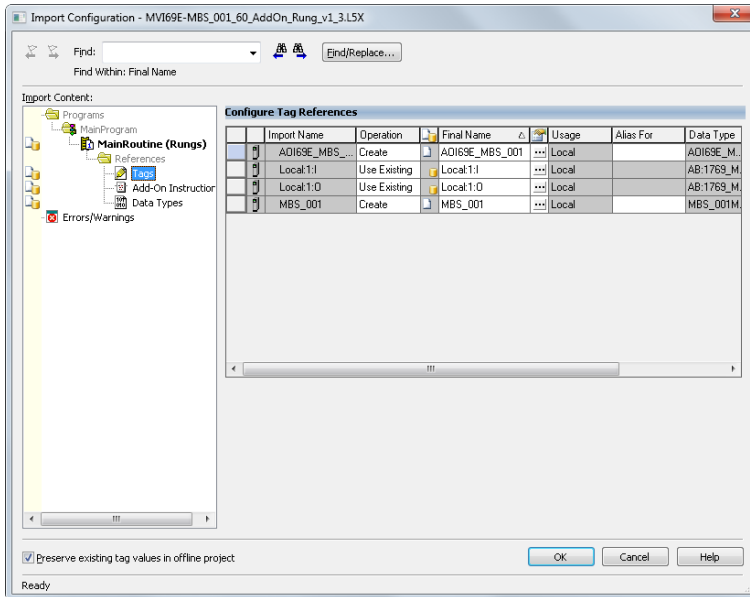 Import Configuration - MVI69E-MBS_001_60_AddOn_Rung_v1_3.L5X
Find:
Find/Replace...
Find Within: Final Name
Import Content:
Programs
MainProgram
MainRoutine (Rungs)
References
Tags
Add-On Instruction
Data Types
Errors/Warnings
Configure Tag References
Import Name Operation Final Name Usage Alias For Data Type
AOI69E_MBS_... Create AOI69E_MBS_001 ... Local AOI69E_M..
Local:1:I Use Existing Local:1:I ... Local AB:1769_M.
Local:1:O Use Existing Local:1:O ... Local AB:1769_M.
MBS_001 Create MBS_001 ... Local MBS_001M.
Preserve existing tag values in offline project
OK Cancel Help
Ready